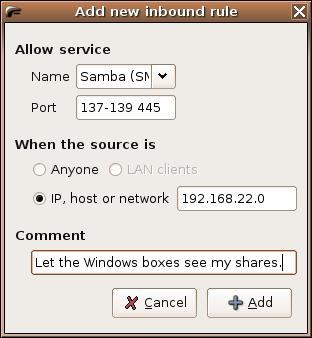 Add new inbound rule
Allow service
Name Samba (SM
Port 137-139 445
When the source is
Anyone LAN clients
IP, host or network 192.168.22.0
Comment
Let the Windows boxes see my shares.
Cancel Add